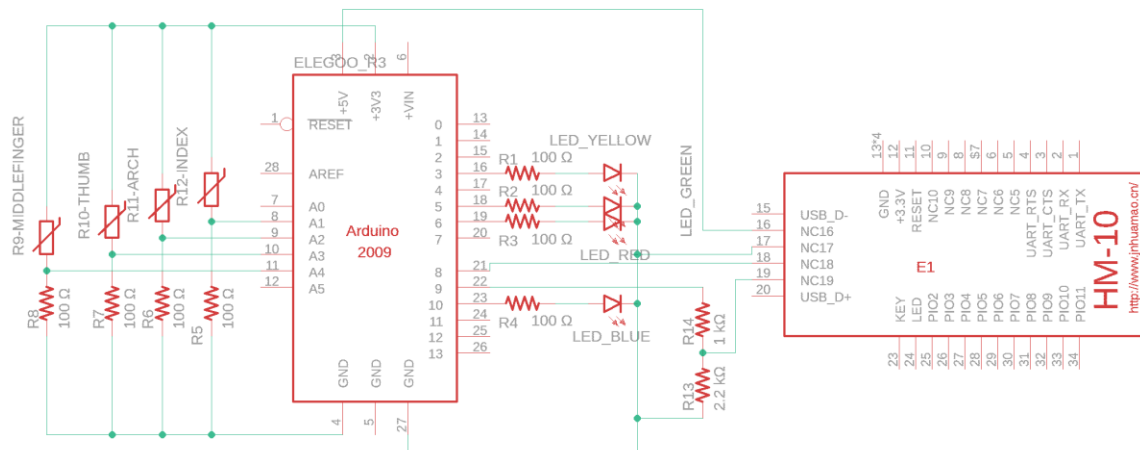 ELEGOO_R3
3
2
6
+5V
+3V3
+VIN
1
RESET
28
AREF
7
A0
8
A1
9
A2
10
A3
11
A4
12
A5
Arduino
2009
0
13
1
14
2
15
3
16
4
17
5
18
6
19
7
20
8
21
9
22
10
23
11
24
12
25
13
26
GND
GND
GND
4
5
27
R9-MIDDLEFINGER
R10-THUMB
R11-ARCH
R12-INDEX
R8
100 Ω
R7
100 Ω
R6
100 Ω
R5
100 Ω
LED_YELLOW
R1
100 Ω
R2
100 Ω
R3
100 Ω
LED_GREEN
LED_RED
R4
100 Ω
LED_BLUE
R14
1 kΩ
R13
2.2 kΩ
13*4
12
11
10
9
8
S7
6
5
4
3
2
1
GND
+3.3V
RESET
NC10
NC9
NC8
NC7
NC6
NC5
UART_RTS
UART_CTS
UART_RX
UART_TX
15
USB_D-
16
NC16
17
NC17
18
NC18
19
NC19
20
USB_D+
E1
HM-10
http://www.jnhuamao.cn/
KEY
LED
PIO2
PIO3
PIO4
PIO5
PIO6
PIO7
PIO8
PIO9
PIO10
PIO11
23
24
25
26
27
28
29
30
31
32
33
34